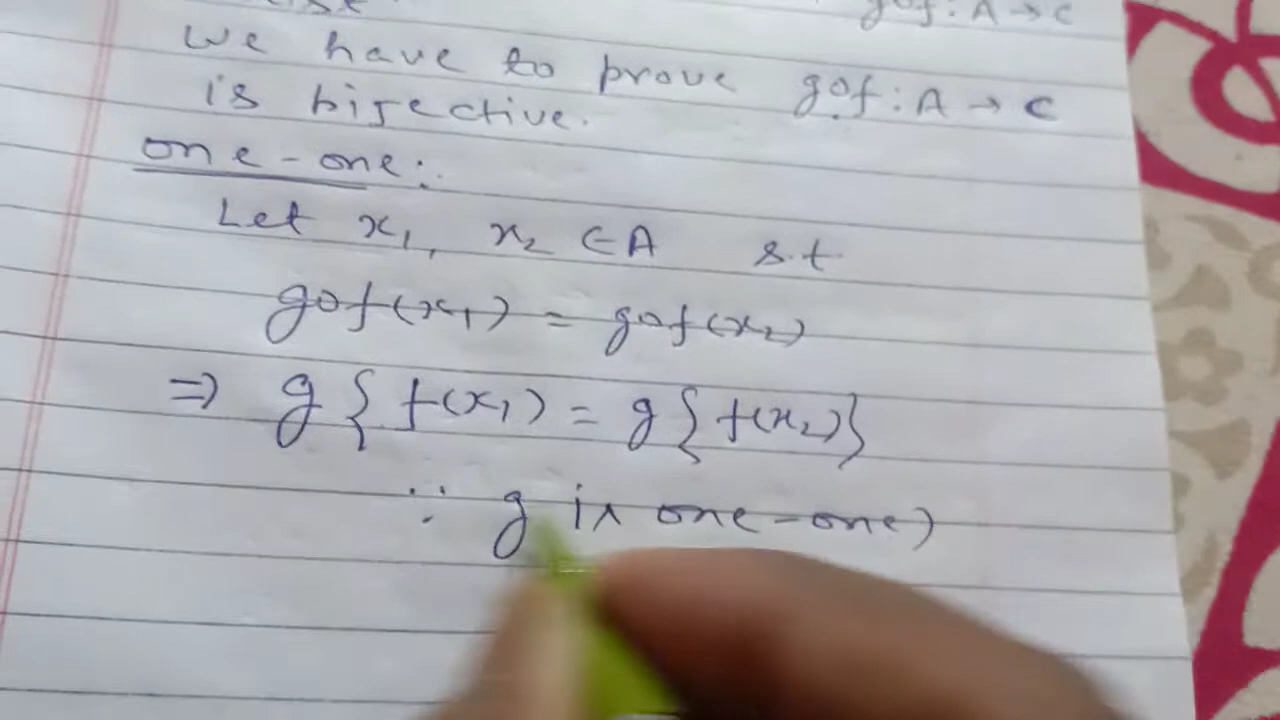 gof : A → C
we have to prove gof : A → C
is bijective.
one-one:
Let x₁, x₂ ∈ A s.t
gof(x₁) = gof(x₂)
⇒ g{f(x₁) = g{f(x₂)}
∵ g is one-one)